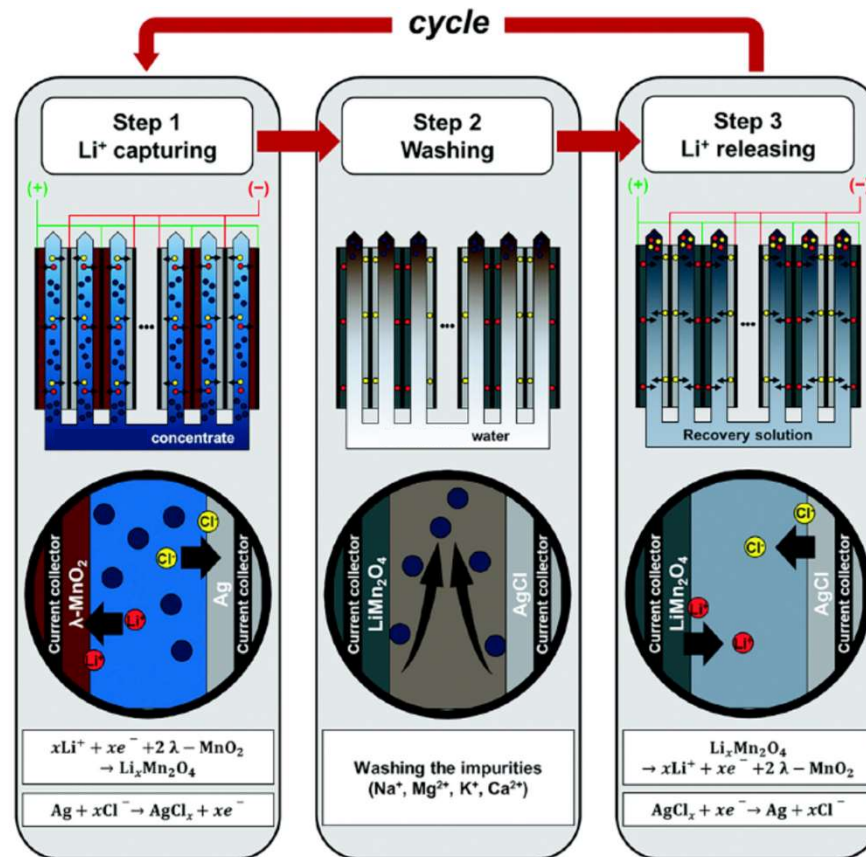 cycle
Step 1
Li⁺ capturing
(+)
(−)
...
concentrate
Current collector
λ-MnO₂
Cl⁻
Cl⁻
Li⁺
Li⁺
Ag
Current collector
xLi⁺ + xe⁻ +2 λ − MnO₂
→ LiₓMn₂O₄
Ag + xCl⁻ → AgClₓ + xe⁻
Step 2
Washing
...
water
Current collector
LiMn₂O₄
AgCl
Current collector
Washing the impurities
(Na⁺, Mg²⁺, K⁺, Ca²⁺)
Step 3
Li⁺ releasing
(+)
(−)
...
Recovery solution
Current collector
LiMn₂O₄
Cl⁻
Cl⁻
Li⁺
Li⁺
AgCl
Current collector
LiₓMn₂O₄
→ xLi⁺ + xe⁻ +2 λ − MnO₂
AgClₓ + xe⁻ → Ag + xCl⁻